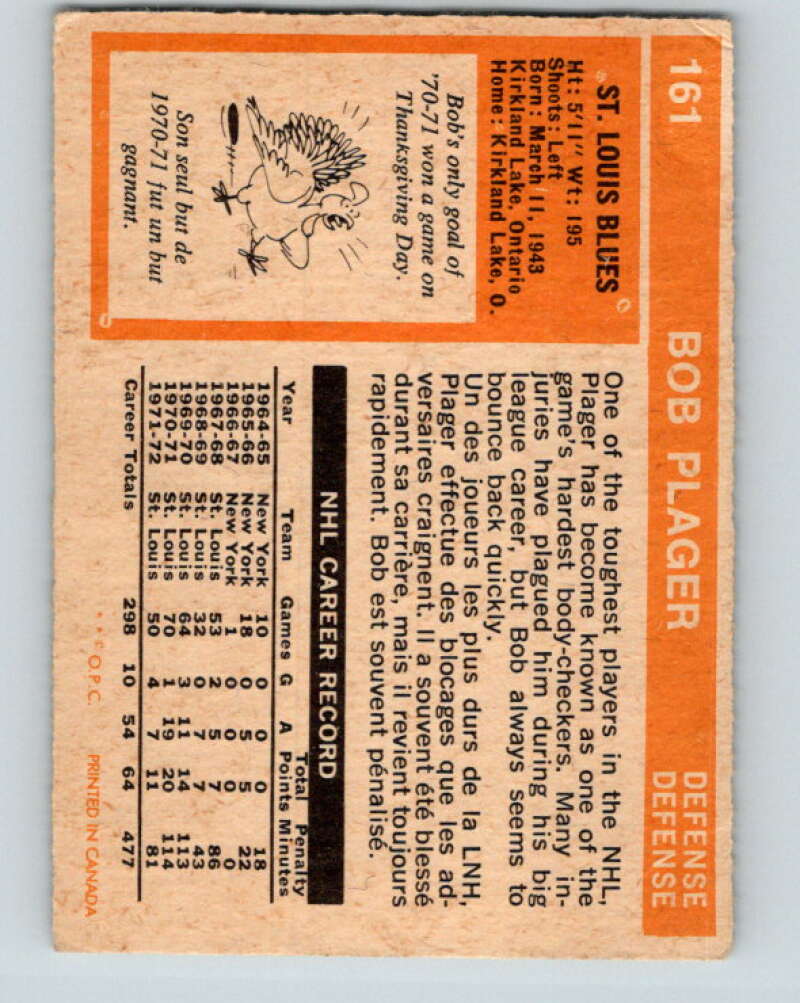 161 BOB PLAGER DEFENSE
DEFENSE
ST. LOUIS BLUES
Ht: 5'11" Wt: 195
Shoots: Left
Born: March 11, 1943
Kirkland Lake, Ontario
Home: Kirkland Lake, O.
Bob's only goal of
'70-71 won a game on
Thanksgiving Day.
Son seul but de
1970-71 fut un but
gagnant.
One of the toughest players in the NHL,
Plager has become known as one of the
game's hardest body-checkers. Many in-
juries have plagued him during his big
league career, but Bob always seems to
bounce back quickly.
Un des joueurs les plus durs de la LNH,
Plager effectue des blocages que les ad-
versaires craignent. Il a souvent été blessé
durant sa carrière, mais il revient toujours
rapidement. Bob est souvent pénalisé.
NHL CAREER RECORD
Total Penalty
Year Team Games G A Points Minutes
1964-65 New York 10 0 0 0 18
1965-66 New York 18 0 5 5 22
1966-67 New York 1 0 0 0 0
1967-68 St. Louis 53 2 5 7 86
1968-69 St. Louis 32 0 7 7 43
1969-70 St. Louis 64 3 11 14 113
1970-71 St. Louis 70 1 19 20 114
1971-72 St. Louis 50 4 7 11 81
Career Totals 298 10 54 64 477
* * © O.P.C. PRINTED IN CANADA